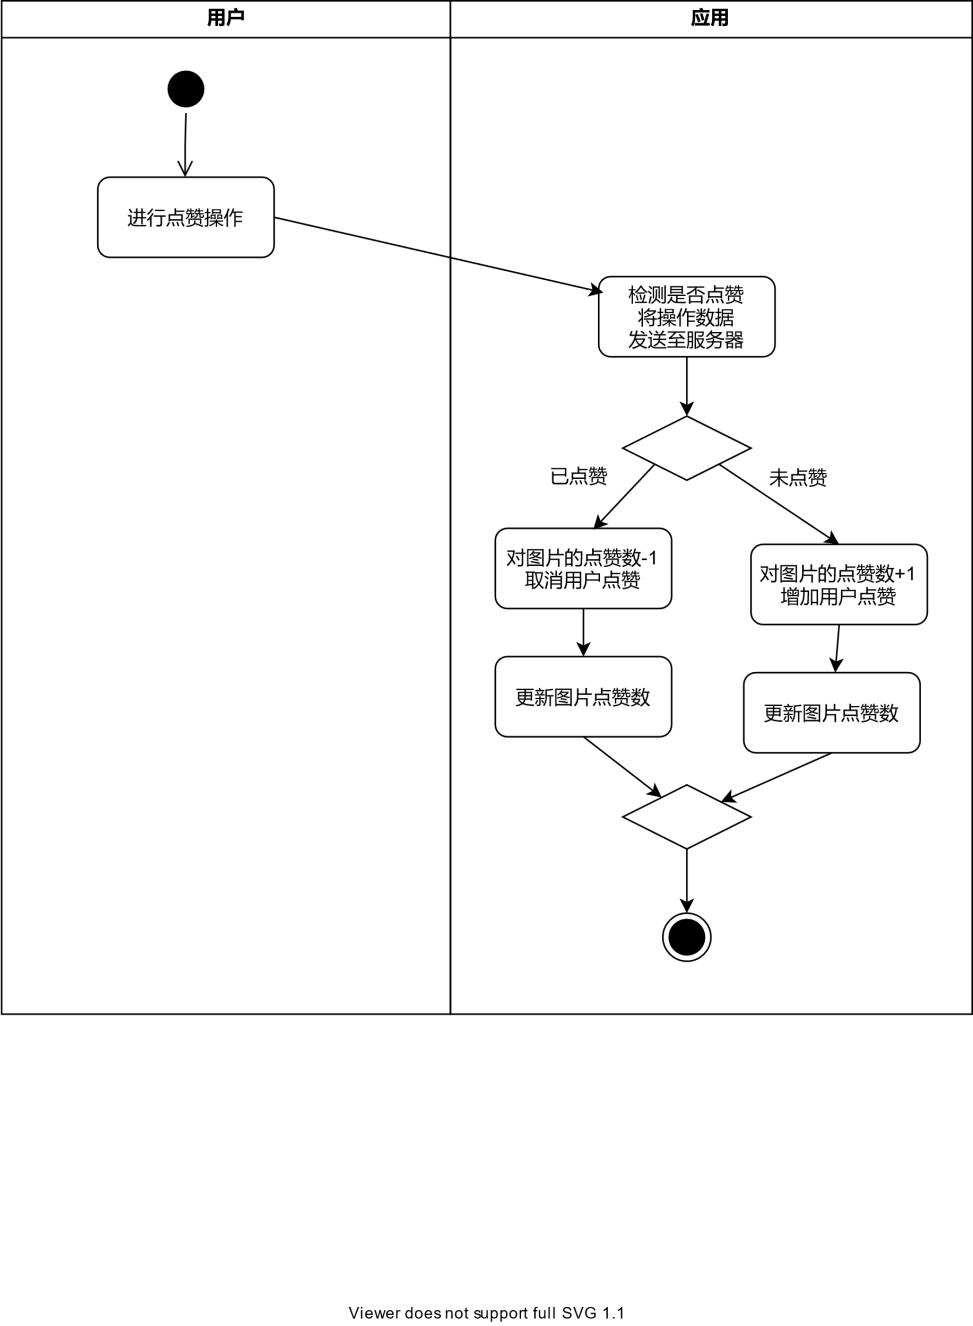 用户
应用
进行点赞操作
检测是否点赞
将操作数据
发送至服务器
已点赞
未点赞
对图片的点赞数-1
取消用户点赞
对图片的点赞数+1
增加用户点赞
更新图片点赞数
更新图片点赞数
Viewer does not support full SVG 1.1